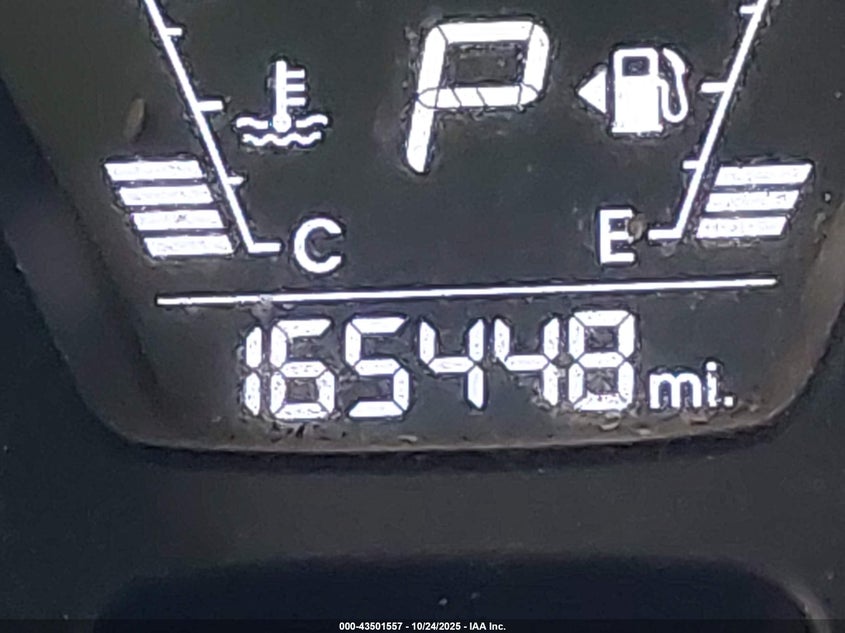 P
C E
165448 mi.
000-43501557 - 10/24/2025 - IAA Inc.